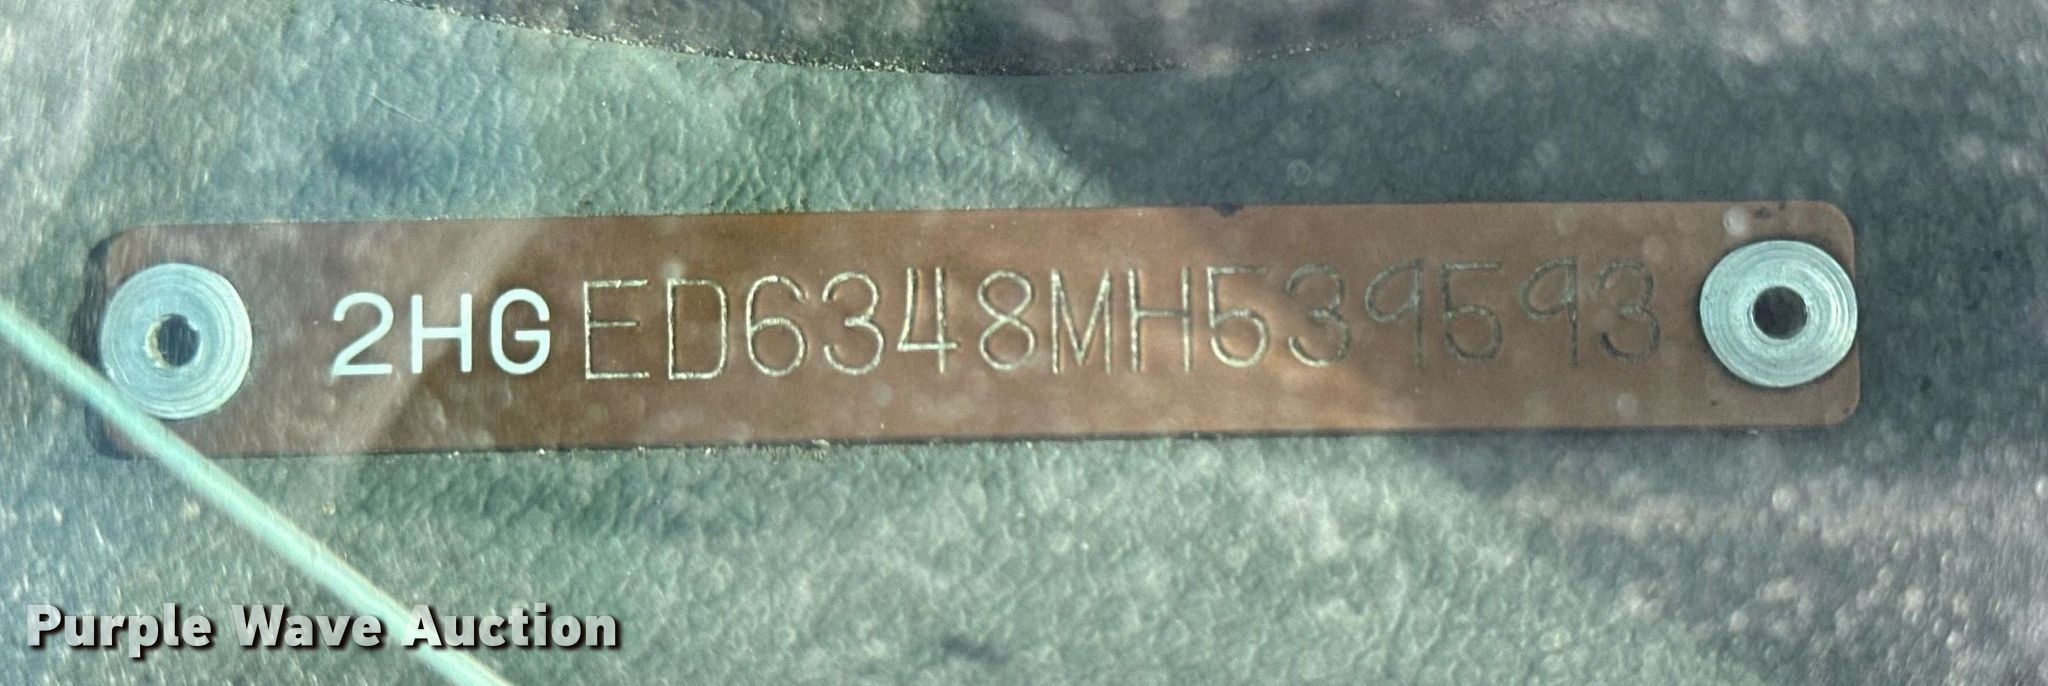 2HGED6348MH539593
Purple Wave Auction